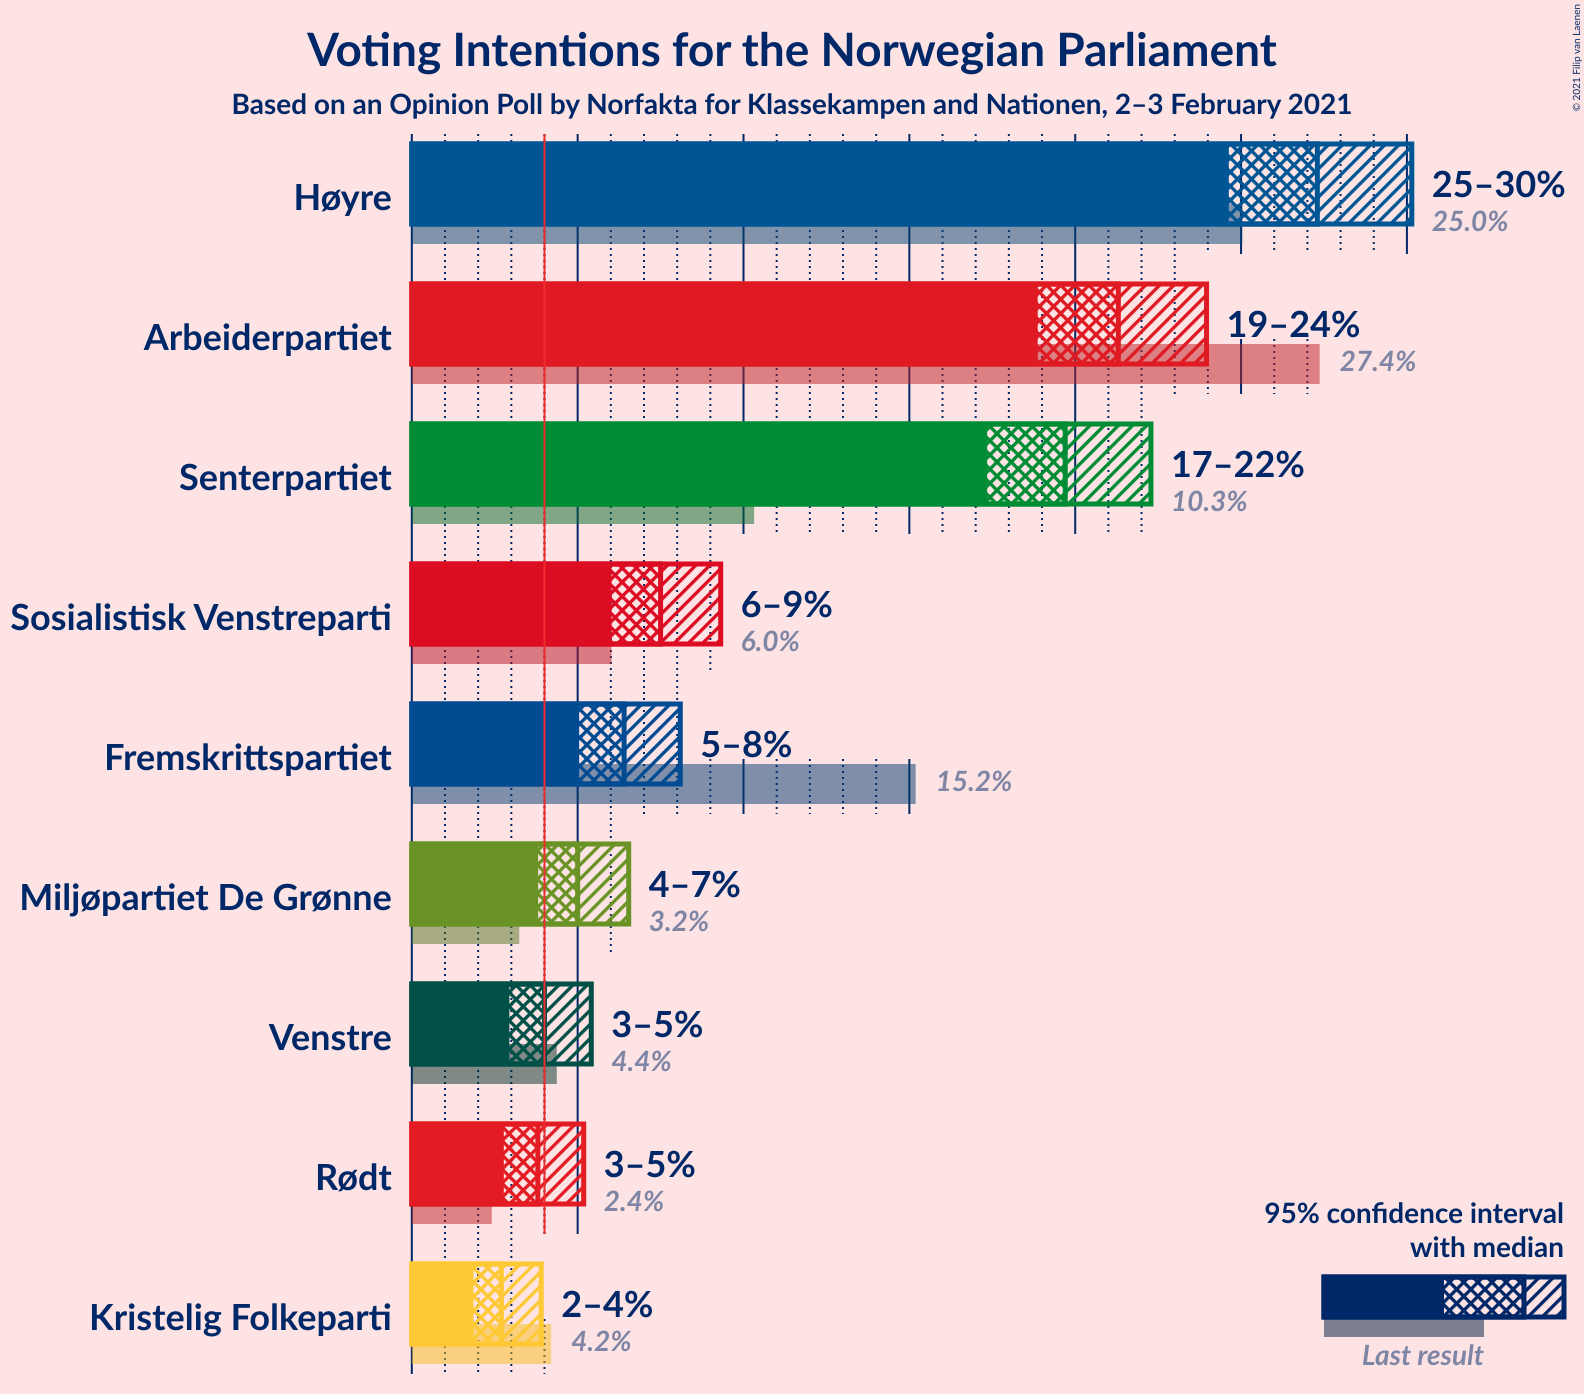 Voting Intentions for the Norwegian Parliament
Based on an Opinion Poll by Norfakta for Klassekampen and Nationen, 2–3 February 2021
© 2021 Filip van Laenen
Høyre
25–30%
25.0%
Arbeiderpartiet
19–24%
27.4%
Senterpartiet
17–22%
10.3%
Sosialistisk Venstreparti
6–9%
6.0%
Fremskrittspartiet
5–8%
15.2%
Miljøpartiet De Grønne
4–7%
3.2%
Venstre
3–5%
4.4%
Rødt
3–5%
2.4%
Kristelig Folkeparti
2–4%
4.2%
95% confidence interval
with median
Last result